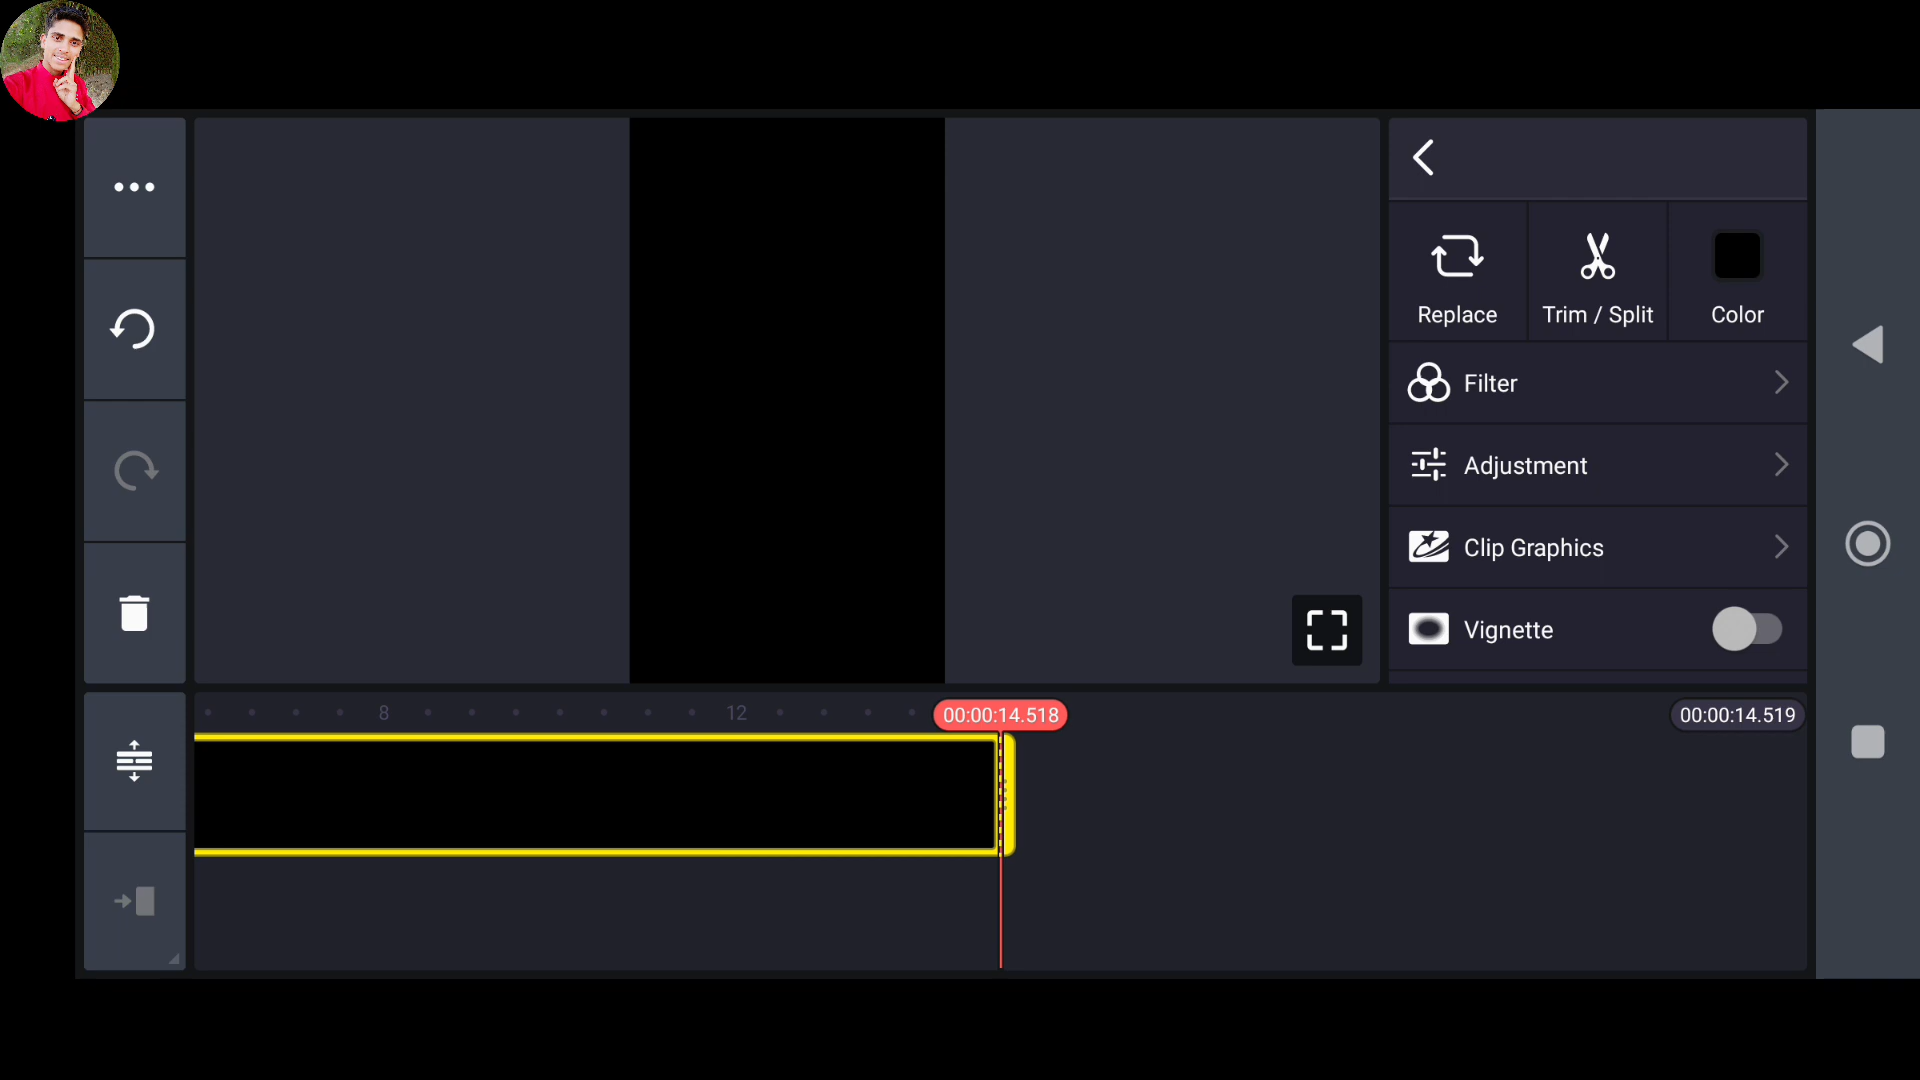 Replace
Trim / Split
Color
Filter
Adjustment
Clip Graphics
Vignette
8
12
00:00:14.518
00:00:14.519